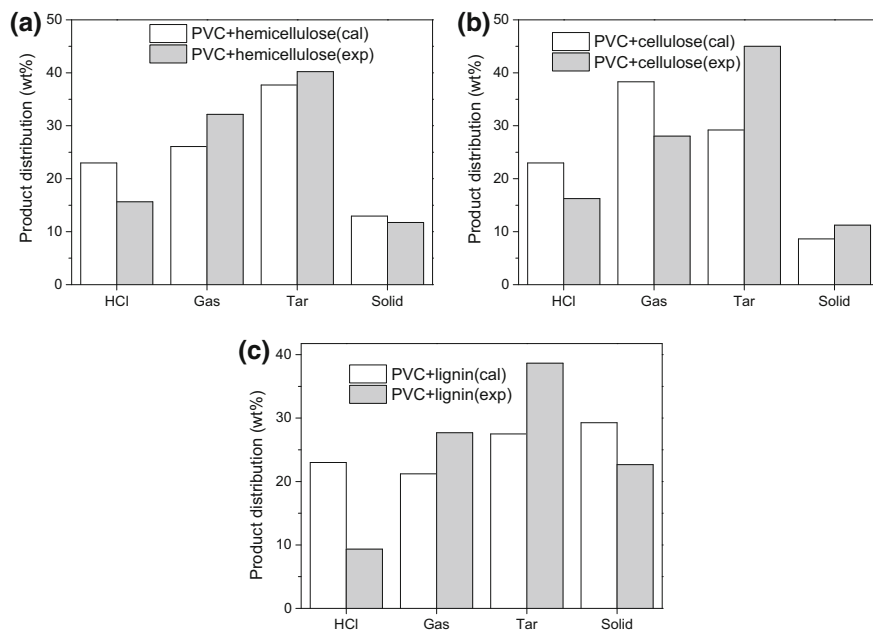 (a)
50
40
30
20
10
0
Product distribution (wt%)
PVC+hemicellulose(cal)
PVC+hemicellulose(exp)
HCl Gas Tar Solid
(b)
50
40
30
20
10
0
Product distribution (wt%)
PVC+cellulose(cal)
PVC+cellulose(exp)
HCl Gas Tar Solid
(c)
40
30
20
10
0
Product distribution (wt%)
PVC+lignin(cal)
PVC+lignin(exp)
HCl Gas Tar Solid